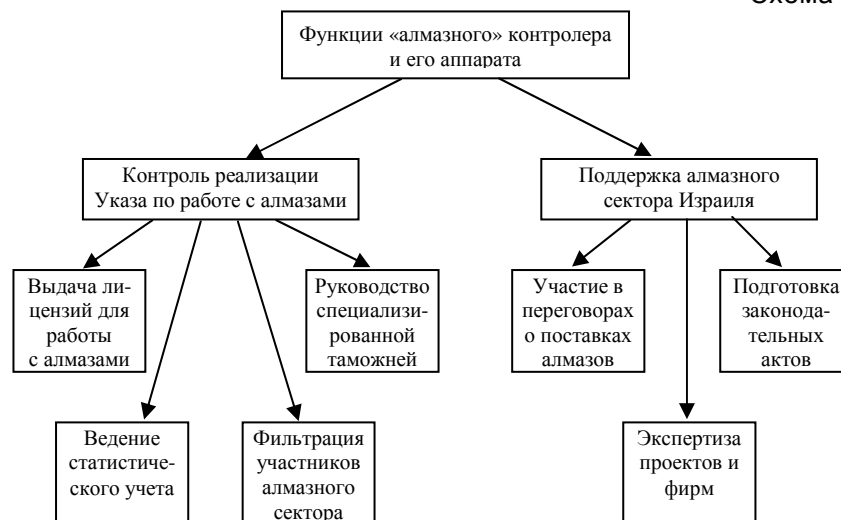 Схема
Функции «алмазного» контролера
и его аппарата
Контроль реализации
Указа по работе с алмазами
Поддержка алмазного
сектора Израиля
Выдача ли-
цензий для
работы
с алмазами
Руководство
специализи-
рованной
таможней
Участие в
переговорах
о поставках
алмазов
Подготовка
законода-
тельных
актов
Ведение
статистиче-
ского учета
Фильтрация
участников
алмазного
сектора
Экспертиза
проектов и
фирм